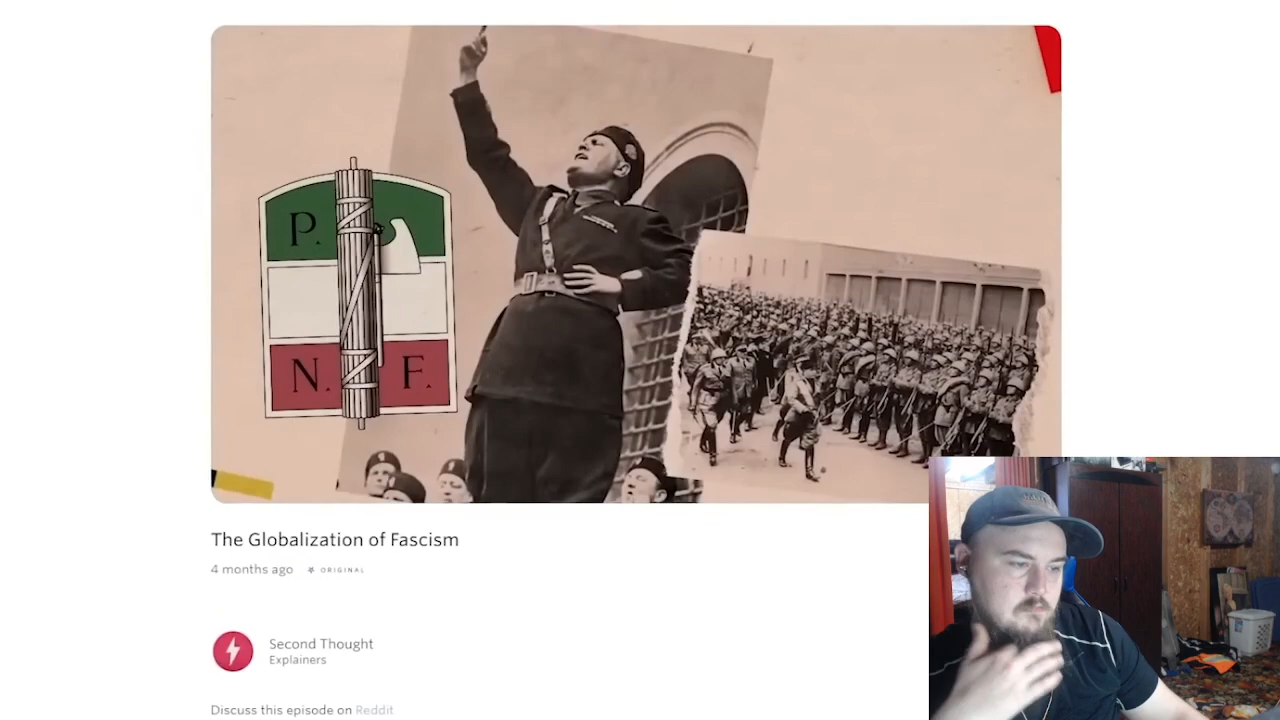 P.
N. F.
The Globalization of Fascism
4 months ago ORIGINAL
Second Thought
Explainers
Discuss this episode on Reddit